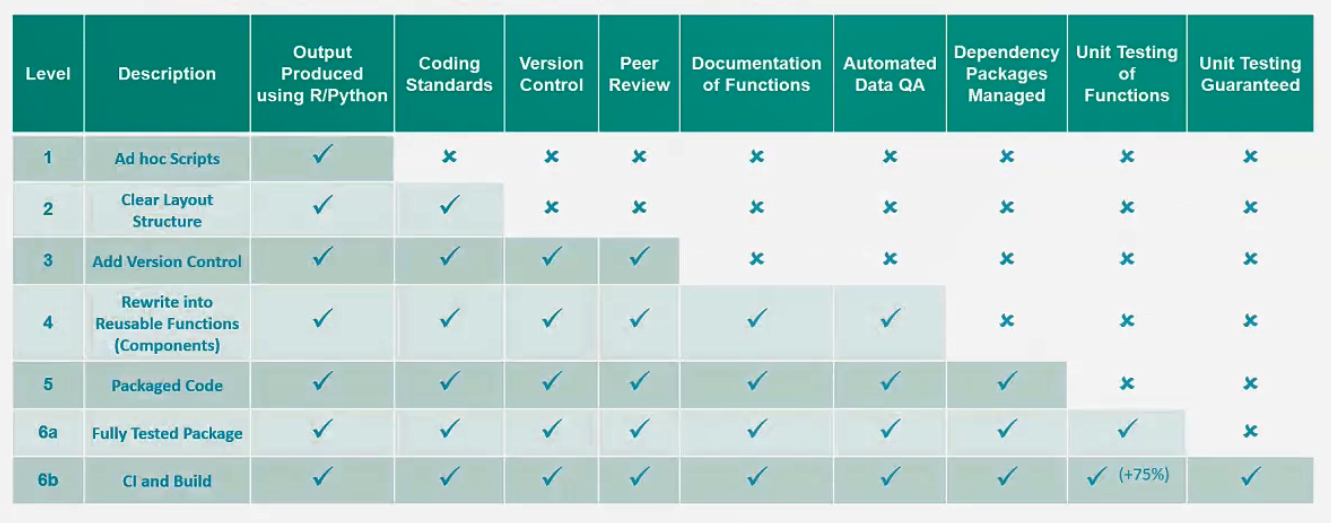 Level
Description
Output
Produced
using R/Python
Coding
Standards
Version
Control
Peer
Review
Documentation
of Functions
Automated
Data QA
Dependency
Packages
Managed
Unit Testing
of
Functions
Unit Testing
Guaranteed
1
Ad hoc Scripts
✓
×
×
×
×
×
×
×
×
2
Clear Layout
Structure
✓
✓
×
×
×
×
×
×
×
3
Add Version Control
✓
✓
✓
✓
×
×
×
×
×
4
Rewrite into
Reusable Functions
(Components)
✓
✓
✓
✓
✓
✓
×
×
×
5
Packaged Code
✓
✓
✓
✓
✓
✓
✓
×
×
6a
Fully Tested Package
✓
✓
✓
✓
✓
✓
✓
✓
×
6b
CI and Build
✓
✓
✓
✓
✓
✓
✓
✓ (+75%)
✓